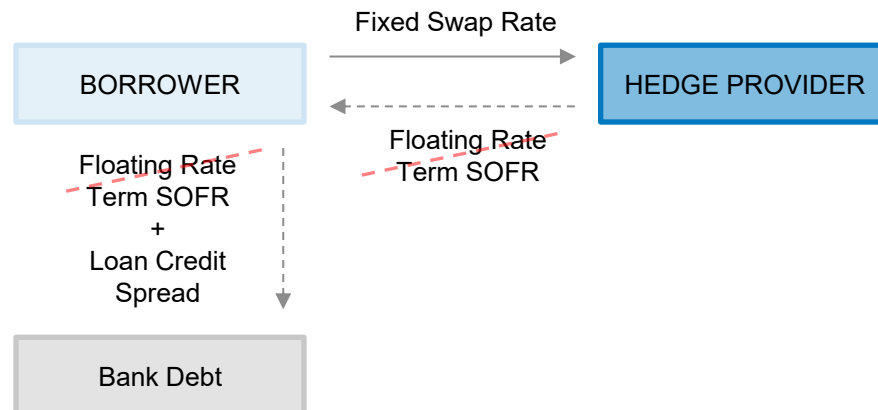 Fixed Swap Rate
BORROWER
HEDGE PROVIDER
Floating Rate
Term SOFR
Floating Rate
Term SOFR
+
Loan Credit
Spread
Bank Debt